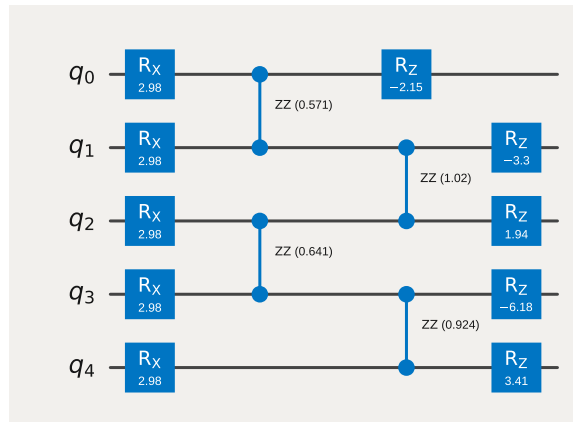 q0 RX RZ
2.98 −2.15
ZZ (0.571)
q1 RX RZ
2.98 −3.3
ZZ (1.02)
q2 RX RZ
2.98 1.94
ZZ (0.641)
q3 RX RZ
2.98 −6.18
ZZ (0.924)
q4 RX RZ
2.98 3.41